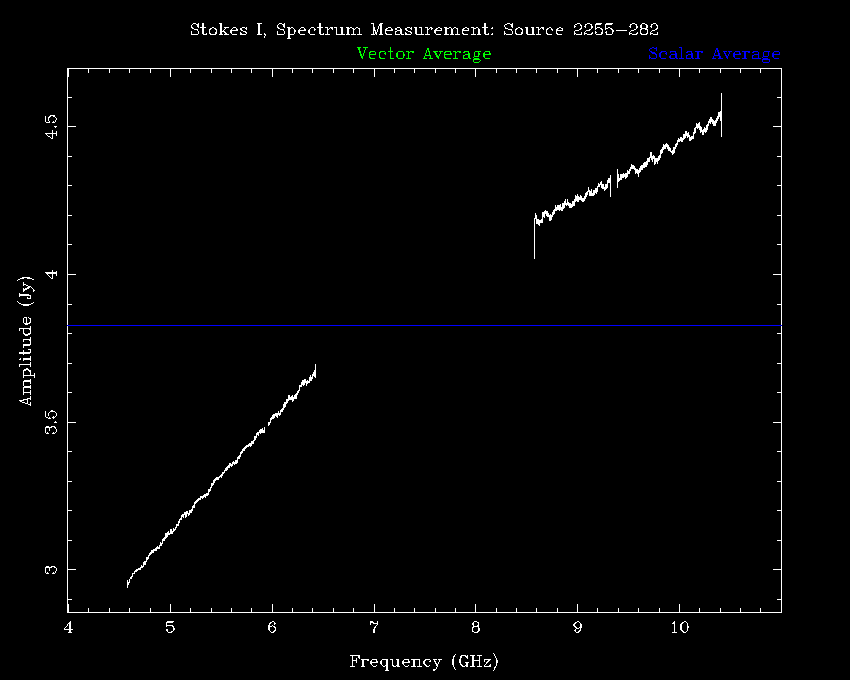 Stokes I, Spectrum Measurement: Source 2255-282
Vector Average Scalar Average
4.5
4
3.5
3
Amplitude (Jy)
4 5 6 7 8 9 10
Frequency (GHz)